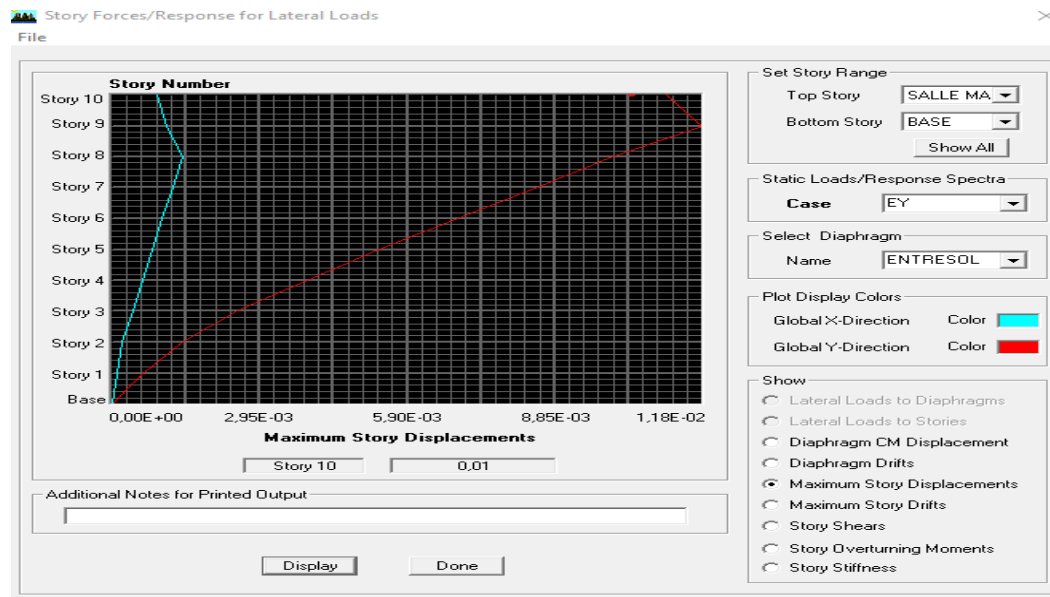 Story Forces/Response for Lateral Loads
File
Story Number
Story 10
Story 9
Story 8
Story 7
Story 6
Story 5
Story 4
Story 3
Story 2
Story 1
Base
0,00E+00 2,95E-03 5,90E-03 8,85E-03 1,18E-02
Maximum Story Displacements
Story 10 0,01
Additional Notes for Printed Output
Display Done
Set Story Range
Top Story SALLE MA
Bottom Story BASE
Show All
Static Loads/Response Spectra
Case EY
Select Diaphragm
Name ENTRESOL
Plot Display Colors
Global X-Direction Color
Global Y-Direction Color
Show
Lateral Loads to Diaphragms
Lateral Loads to Stories
Diaphragm CM Displacement
Diaphragm Drifts
Maximum Story Displacements
Maximum Story Drifts
Story Shears
Story Overturning Moments
Story Stiffness